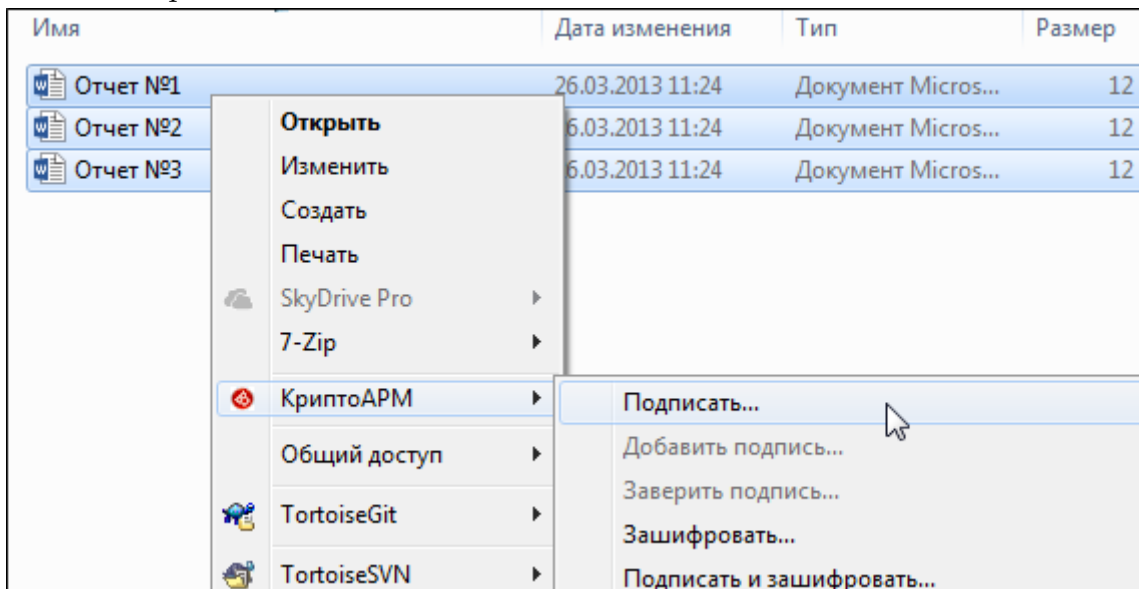 Имя Дата изменения Тип Размер
Отчет №1 26.03.2013 11:24 Документ Micros... 12
Отчет №2 6.03.2013 11:24 Документ Micros... 12
Отчет №3 6.03.2013 11:24 Документ Micros... 12
Открыть
Изменить
Создать
Печать
SkyDrive Pro
7-Zip
КриптоАРМ
Общий доступ
TortoiseGit
TortoiseSVN
Подписать...
Добавить подпись...
Заверить подпись...
Зашифровать...
Подписать и зашифровать...